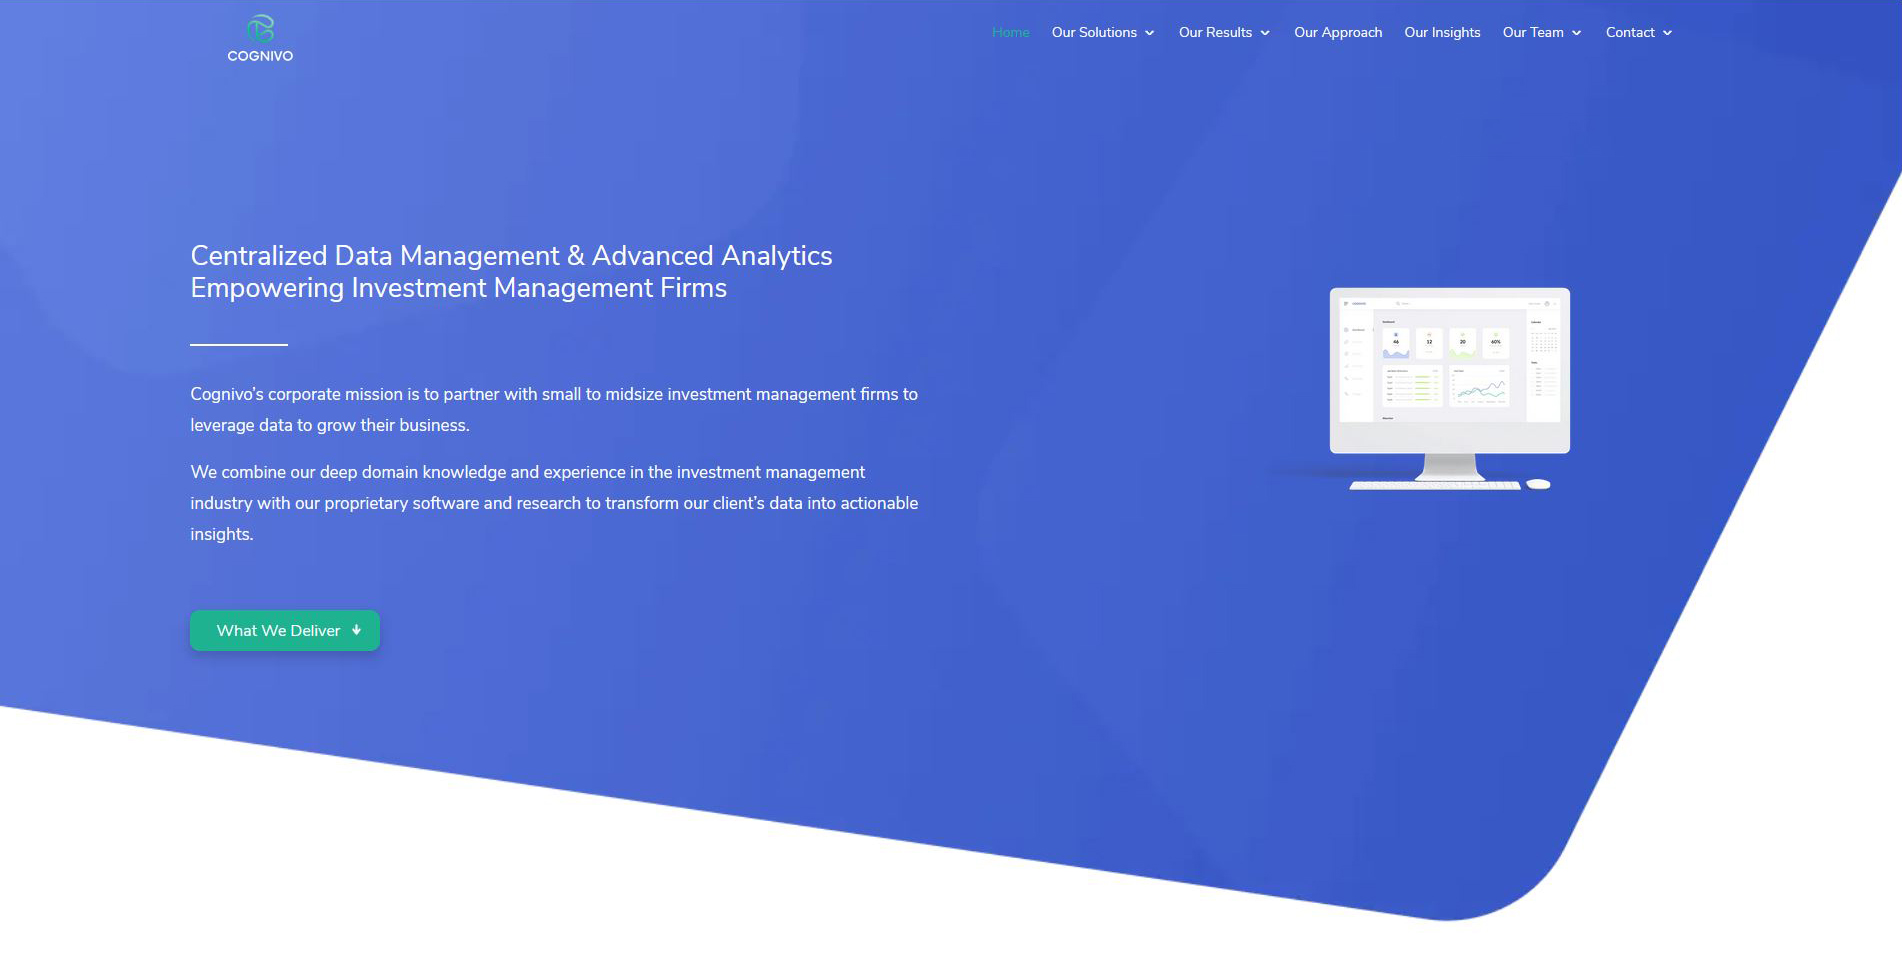 COGNIVO
Home Our Solutions Our Results Our Approach Our Insights Our Team Contact
Centralized Data Management & Advanced Analytics
Empowering Investment Management Firms
Cognivo’s corporate mission is to partner with small to midsize investment management firms to
leverage data to grow their business.
We combine our deep domain knowledge and experience in the investment management
industry with our proprietary software and research to transform our client’s data into actionable
insights.
What We Deliver
46 12 20 60%